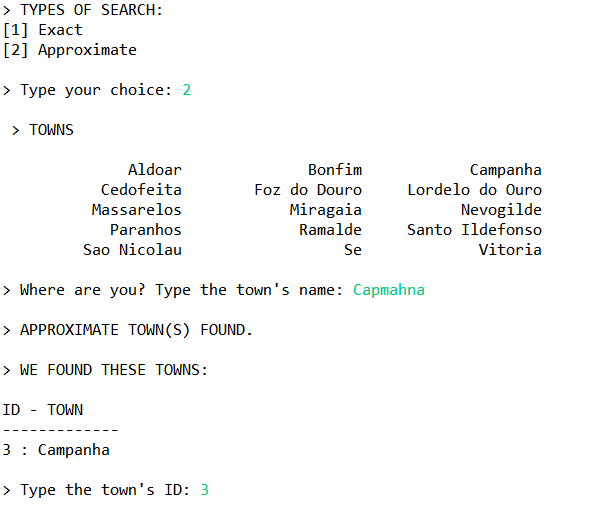 > TYPES OF SEARCH:
[1] Exact
[2] Approximate
> Type your choice: 2
> TOWNS
Aldoar Bonfim Campanha
Cedofeita Foz do Douro Lordelo do Ouro
Massarelos Miragaia Nevogilde
Paranhos Ramalde Santo Ildefonso
Sao Nicolau Se Vitoria
> Where are you? Type the town's name: Capmahna
> APPROXIMATE TOWN(S) FOUND.
> WE FOUND THESE TOWNS:
ID - TOWN
-------------
3 : Campanha
> Type the town's ID: 3